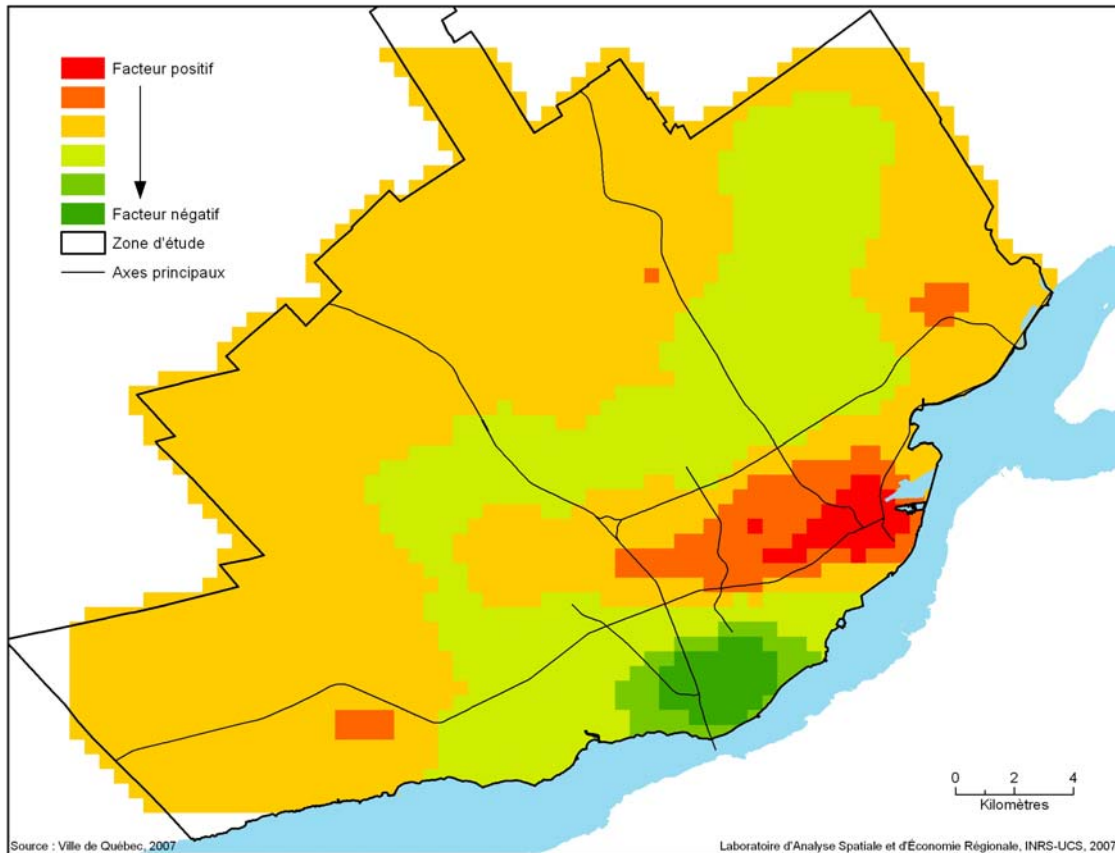 Facteur positif
Facteur négatif
Zone d'étude
Axes principaux
0 2 4
Kilomètres
Source : Ville de Québec, 2007
Laboratoire d'Analyse Spatiale et d'Économie Régionale, INRS-UCS, 2007